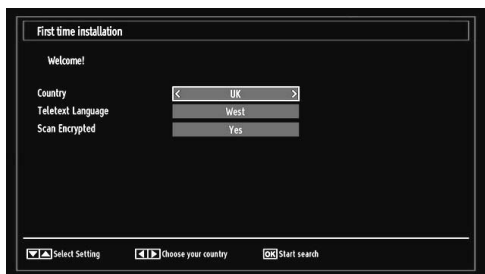 First time installation
Welcome!
Country < UK >
Teletext Language West
Scan Encrypted Yes
Select Setting Choose your country OK Start search